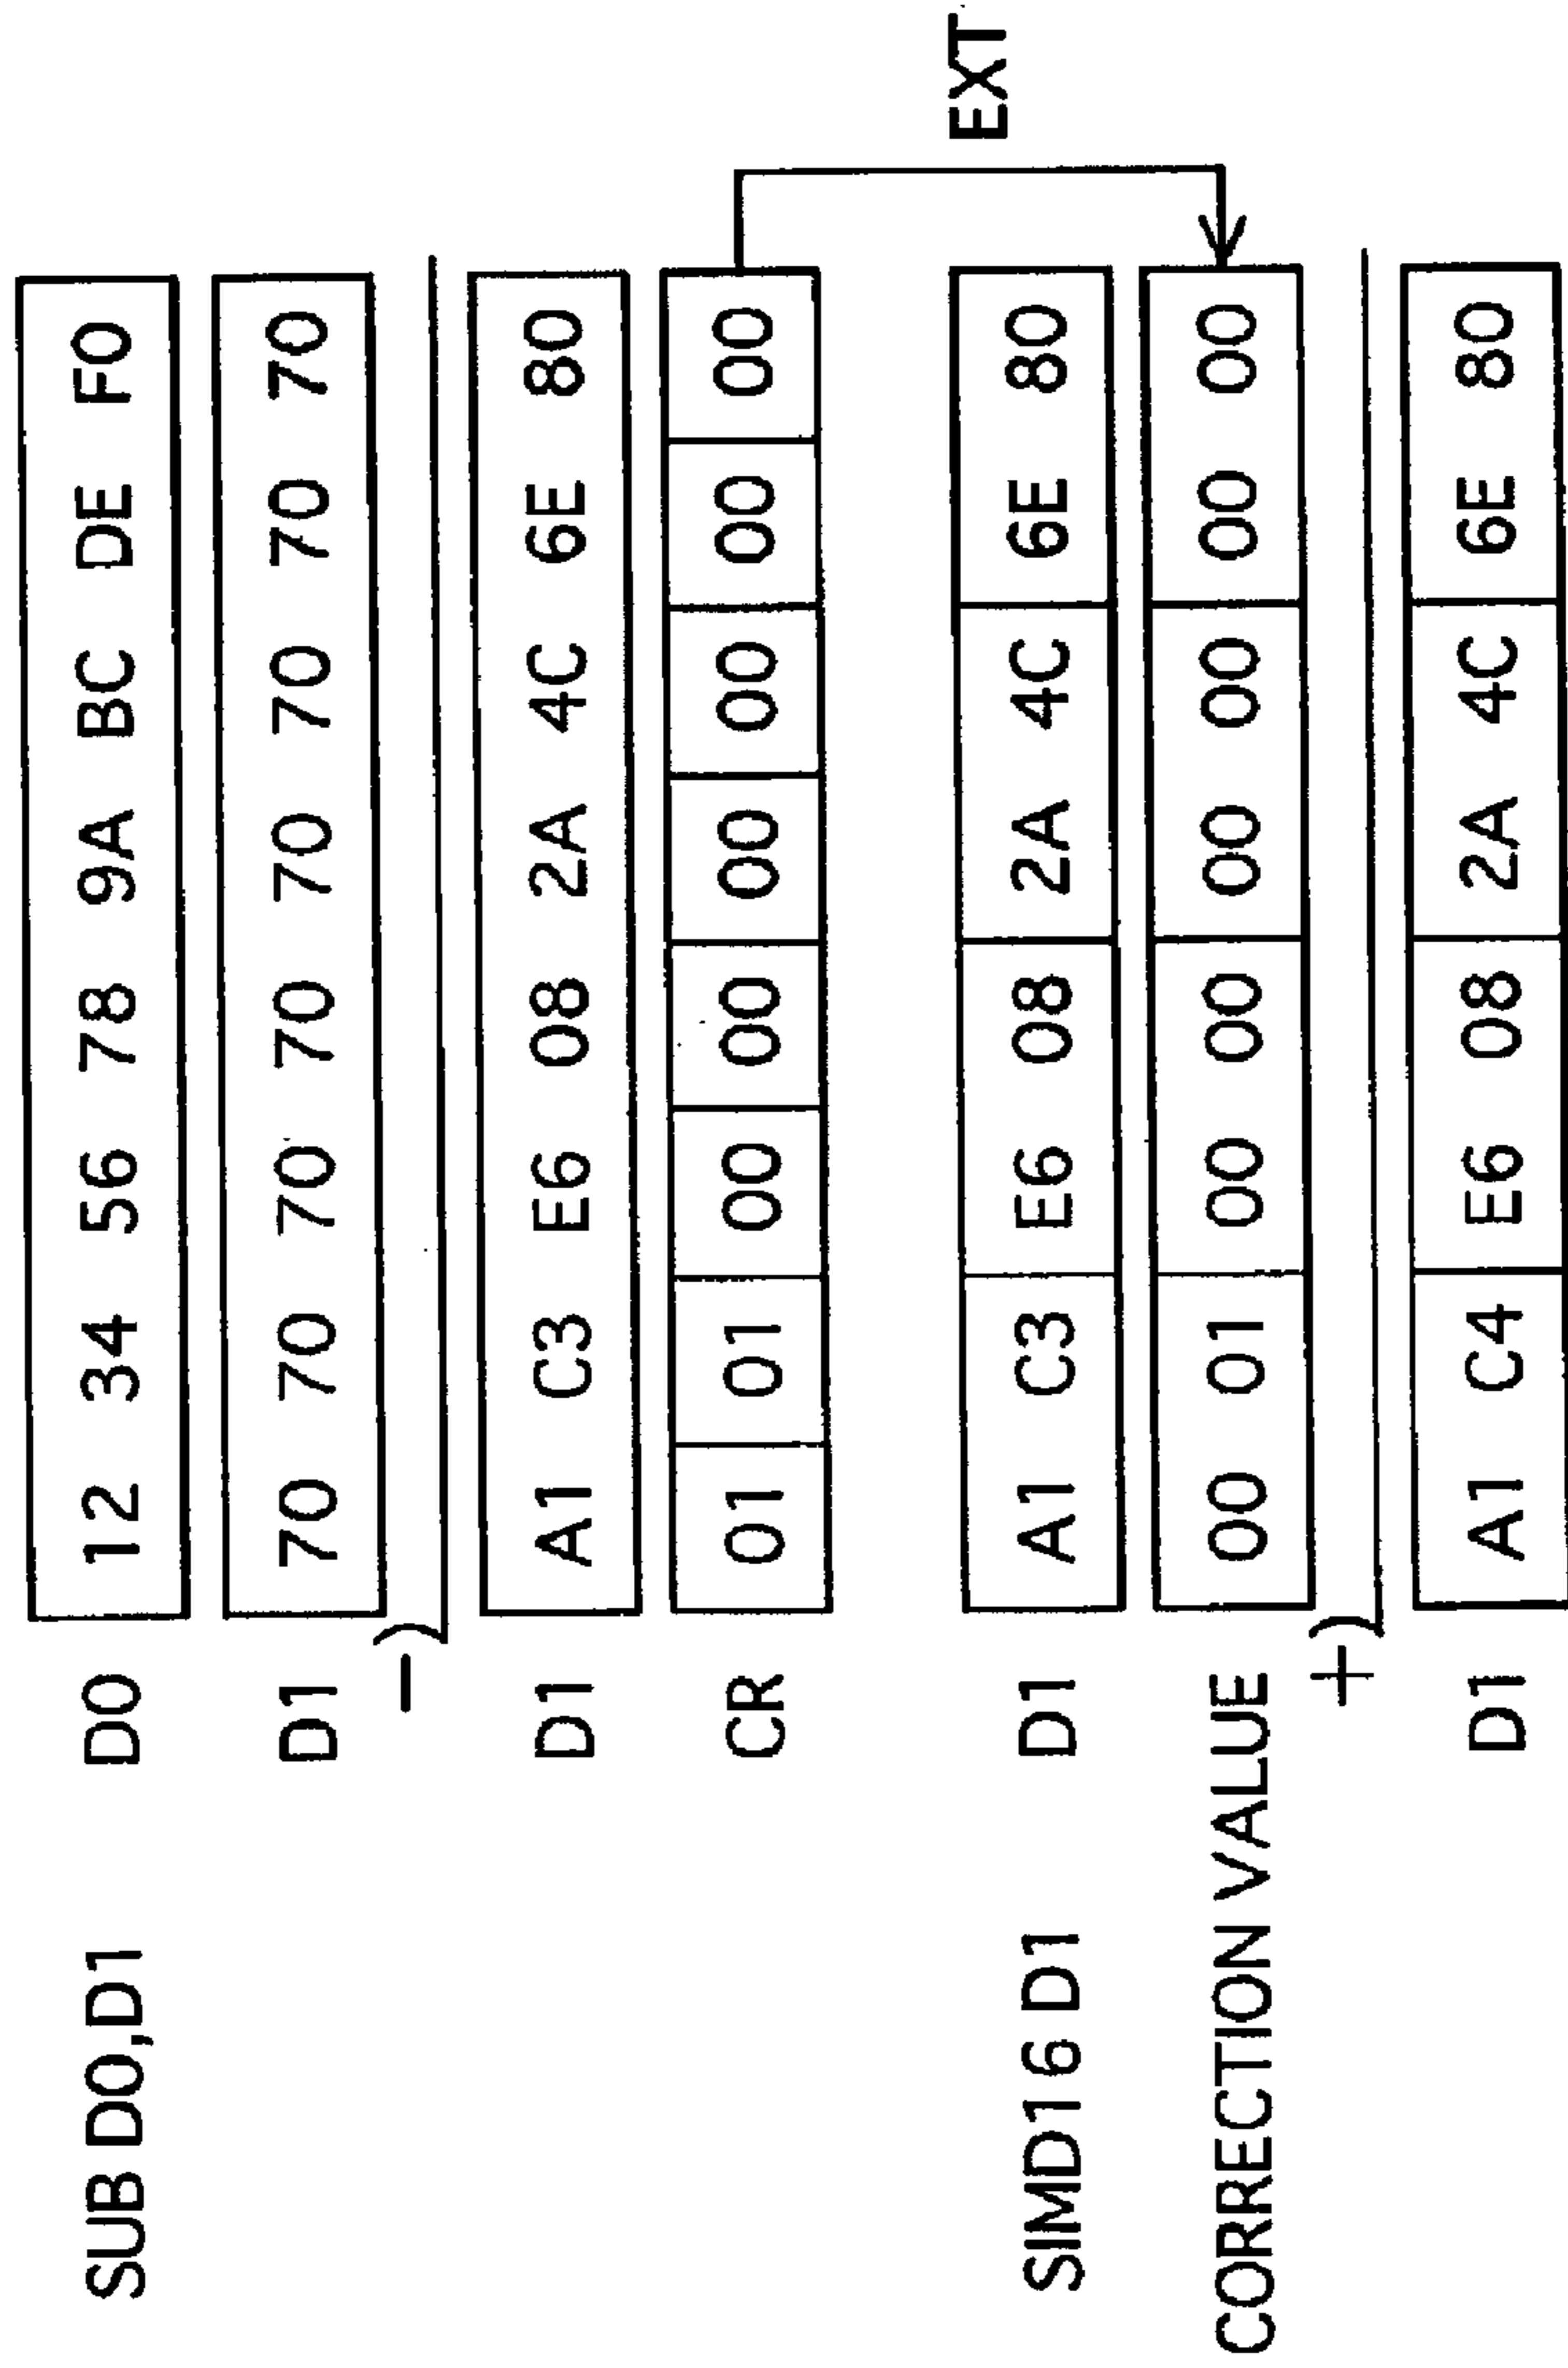 SUB D0,D1 D0 12 34 56 78 9A BC DE F0
D1 70 70 70 70 70 70 70 70
−)
D1 A1 C3 E6 08 2A 4C 6E 80
CR 01 01 00 00 00 00 00 00
EXT
SIMD16 D1 D1 A1 C3 E6 08 2A 4C 6E 80
CORRECTION VALUE 00 01 00 00 00 00 00 00
+)
D1 A1 C4 E6 08 2A 4C 6E 80